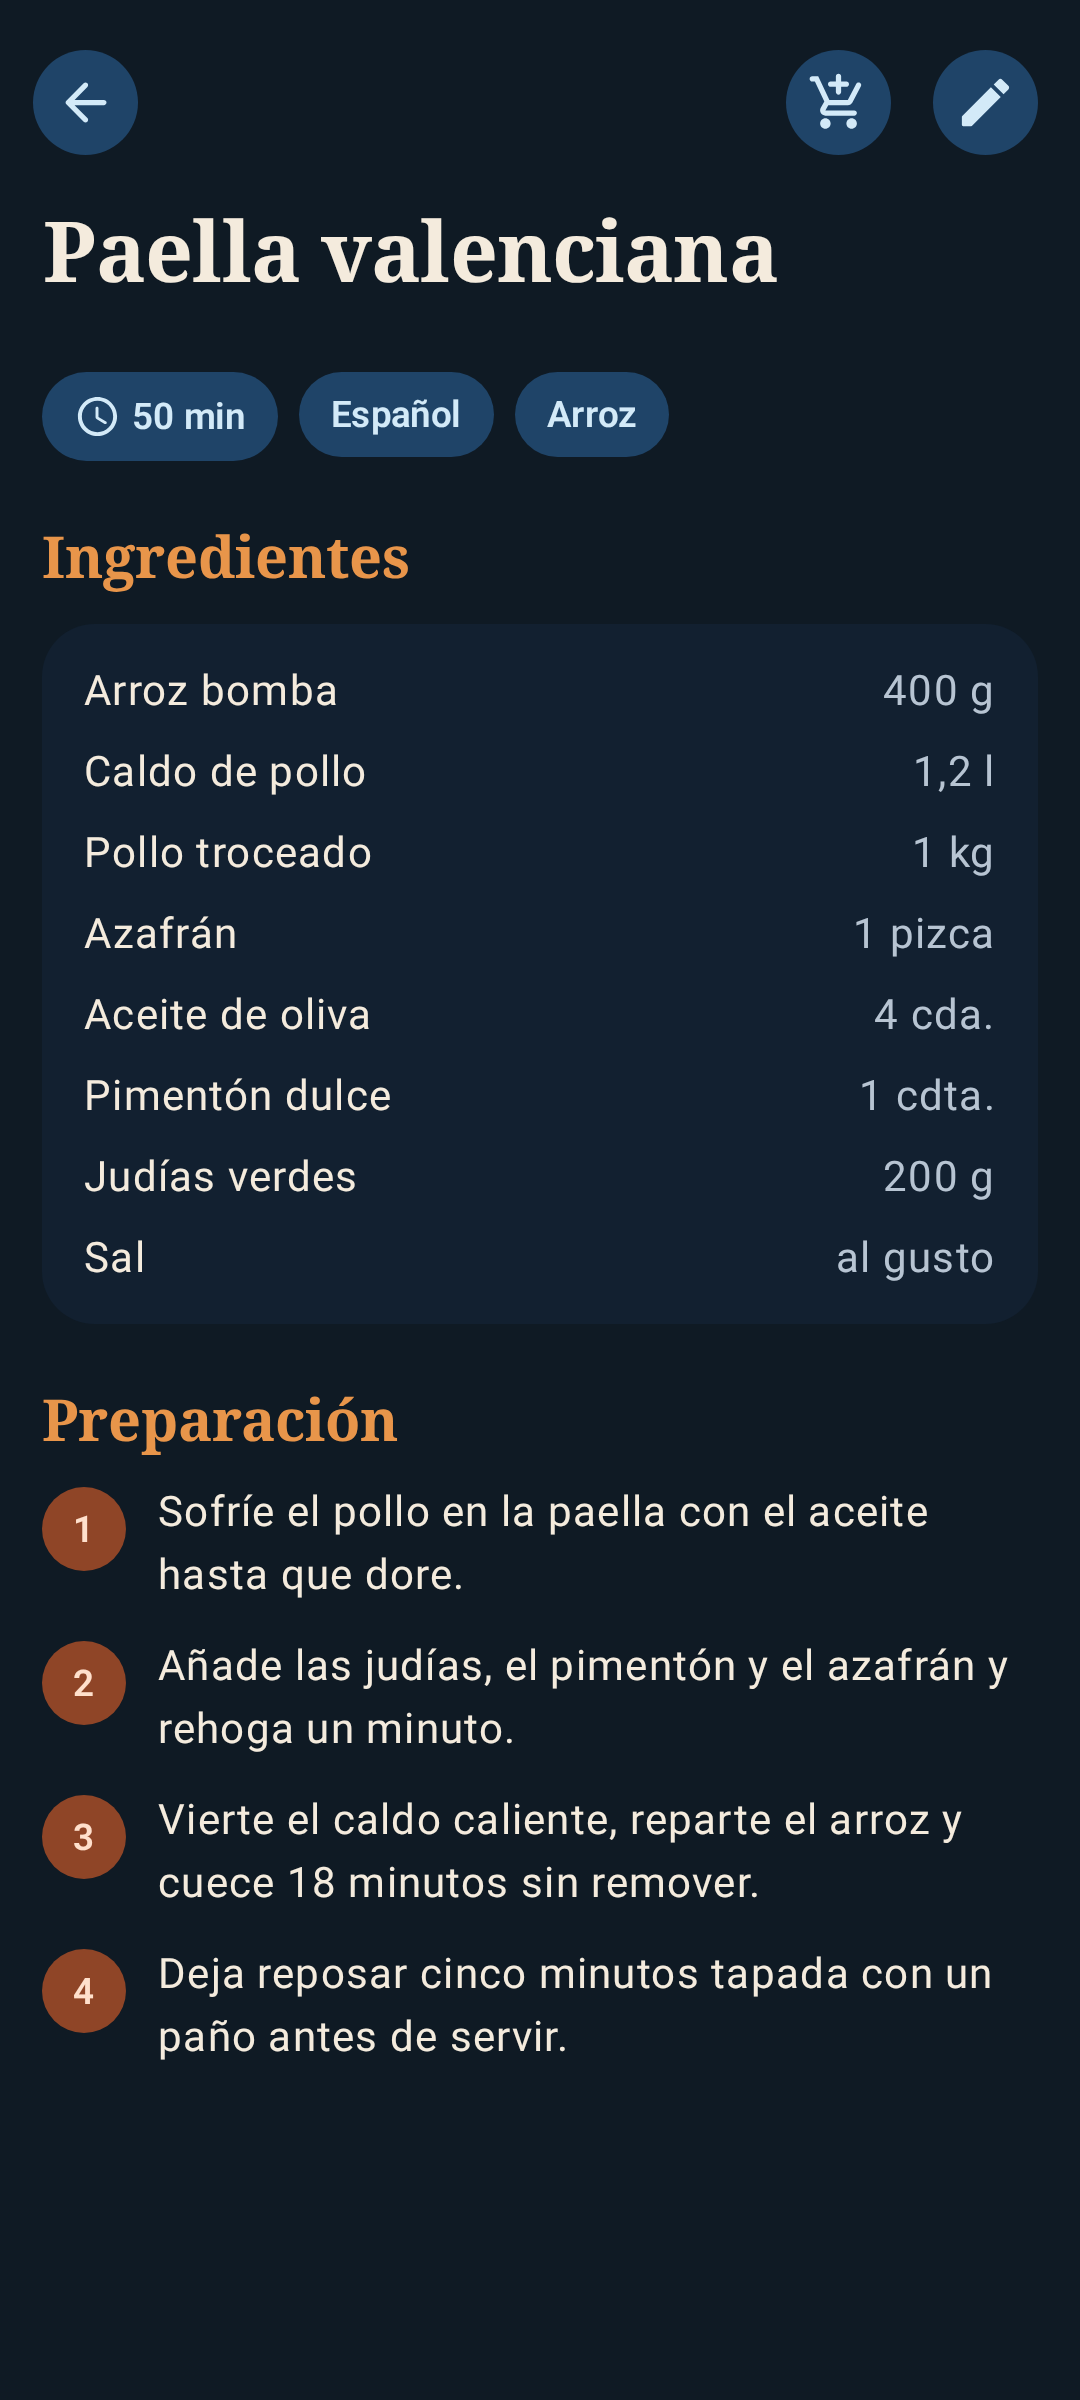 Paella valenciana
50 min
Español
Arroz
Ingredientes
Arroz bomba 400 g
Caldo de pollo 1,2 l
Pollo troceado 1 kg
Azafrán 1 pizca
Aceite de oliva 4 cda.
Pimentón dulce 1 cdta.
Judías verdes 200 g
Sal al gusto
Preparación
1 Sofríe el pollo en la paella con el aceite
hasta que dore.
2 Añade las judías, el pimentón y el azafrán y
rehoga un minuto.
3 Vierte el caldo caliente, reparte el arroz y
cuece 18 minutos sin remover.
4 Deja reposar cinco minutos tapada con un
paño antes de servir.